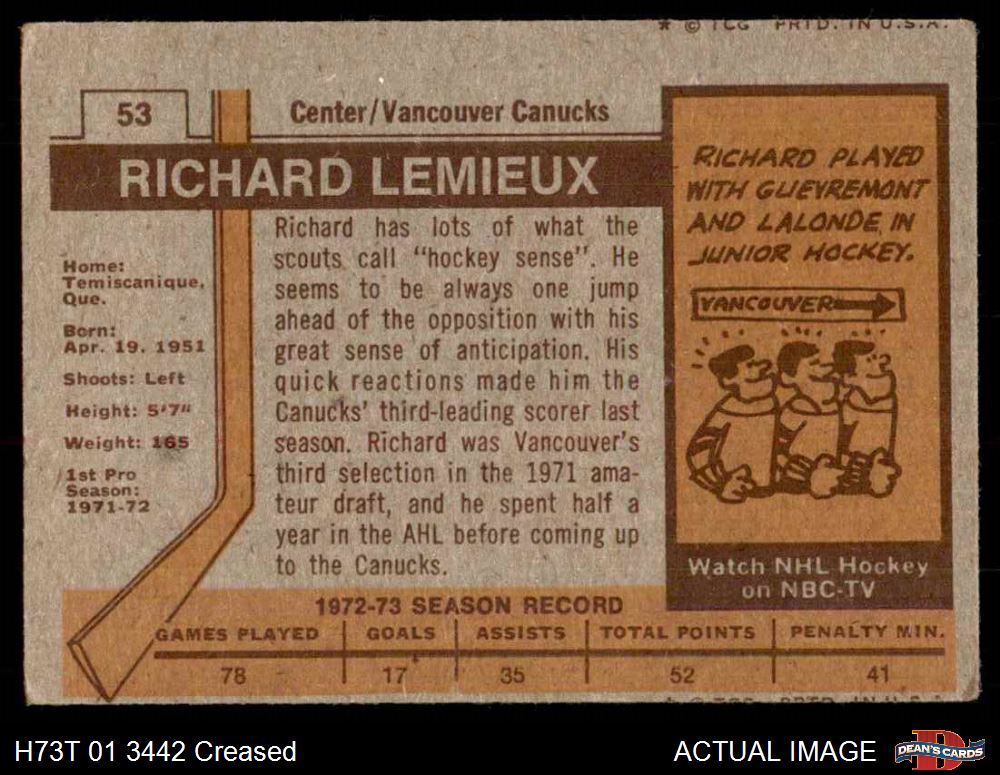 * © TCG PRTD. IN U.S.A.
53
Center/Vancouver Canucks
RICHARD LEMIEUX
Home:
Temiscanique,
Que.
Born:
Apr. 19. 1951
Shoots: Left
Height: 5'7"
Weight: 165
1st Pro
Season:
1971-72
Richard has lots of what the
scouts call "hockey sense". He
seems to be always one jump
ahead of the opposition with his
great sense of anticipation. His
quick reactions made him the
Canucks' third-leading scorer last
season. Richard was Vancouver's
third selection in the 1971 ama-
teur draft, and he spent half a
year in the AHL before coming up
to the Canucks.
RICHARD PLAYED
WITH GUEVREMONT
AND LALONDE IN
JUNIOR HOCKEY.
VANCOUVER
Watch NHL Hockey
on NBC-TV
1972-73 SEASON RECORD
GAMES PLAYED GOALS ASSISTS TOTAL POINTS PENALTY MIN.
78 17 35 52 41
* © TCG PRTD. IN U.S.A.
H73T 01 3442 Creased
ACTUAL IMAGE
DEAN'S CARDS